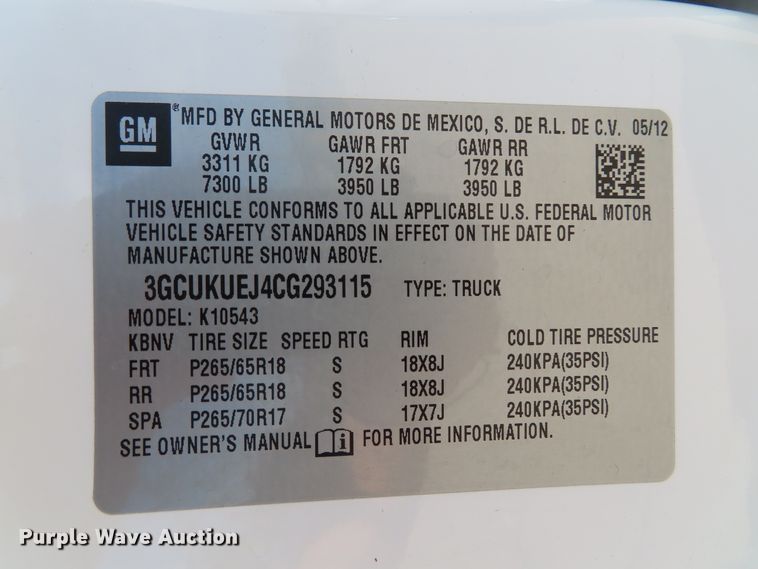 GM
® MFD BY GENERAL MOTORS DE MEXICO, S. DE R.L. DE C.V. 05/12
GVWR GAWR FRT GAWR RR
3311 KG 1792 KG 1792 KG
7300 LB 3950 LB 3950 LB
THIS VEHICLE CONFORMS TO ALL APPLICABLE U.S. FEDERAL MOTOR
VEHICLE SAFETY STANDARDS IN EFFECT ON THE DATE OF
MANUFACTURE SHOWN ABOVE.
3GCUKUEJ4CG293115 TYPE: TRUCK
MODEL: K10543
KBNV TIRE SIZE SPEED RTG RIM COLD TIRE PRESSURE
FRT P265/65R18 S 18X8J 240KPA(35PSI)
RR P265/65R18 S 18X8J 240KPA(35PSI)
SPA P265/70R17 S 17X7J 240KPA(35PSI)
SEE OWNER'S MANUAL i FOR MORE INFORMATION.
Purple Wave Auction